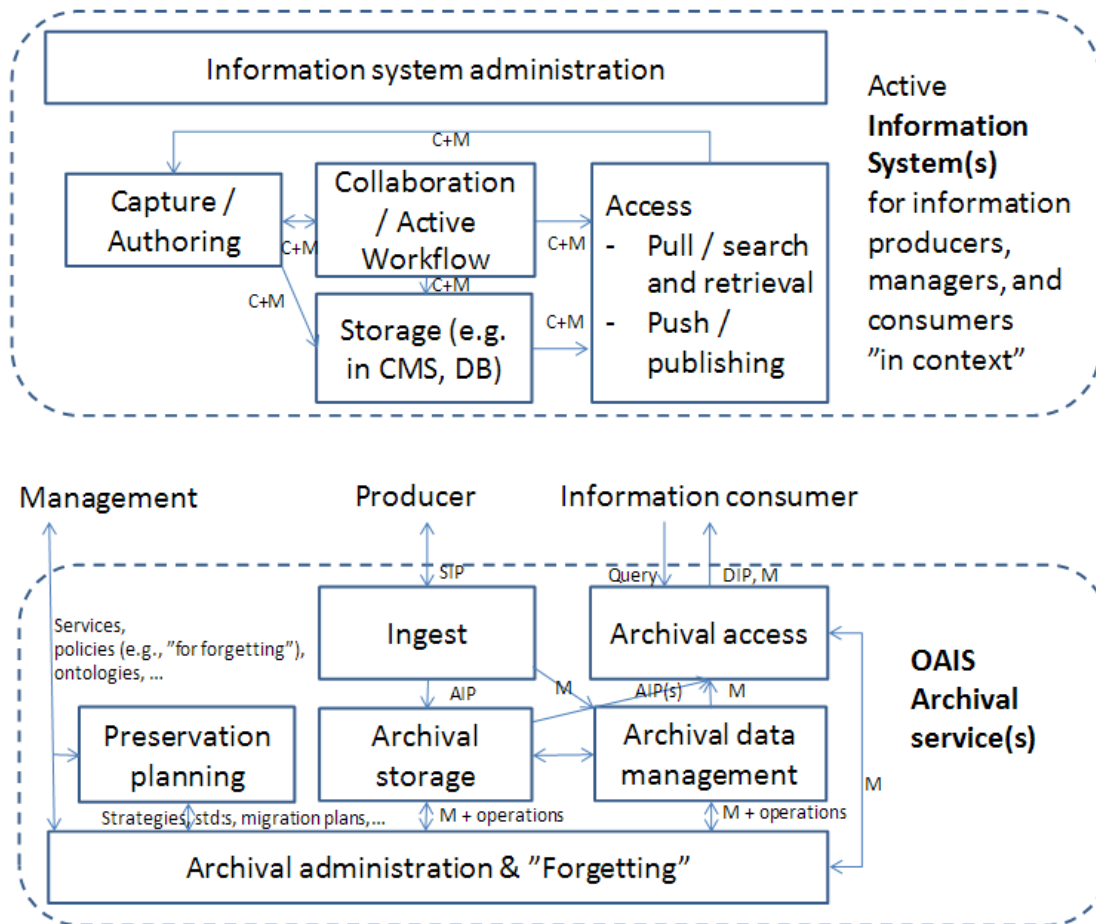 Information system administration
Active
Information
System(s)
for information
producers,
managers, and
consumers
”in context”
C+M
Capture /
Authoring
C+M
Collaboration
/ Active
Workflow
C+M
Access
- Pull / search
and retrieval
- Push /
publishing
C+M
C+M
Storage (e.g.
in CMS, DB)
C+M
Management
Producer
Information consumer
SIP
Query
DIP, M
Services,
policies (e.g., ”for forgetting”),
ontologies, ...
Ingest
Archival access
OAIS
Archival
service(s)
AIP
M
AIP(s)
M
Preservation
planning
Archival
storage
Archival data
management
M
Strategies, std:s, migration plans,...
M + operations
M + operations
Archival administration & ”Forgetting”